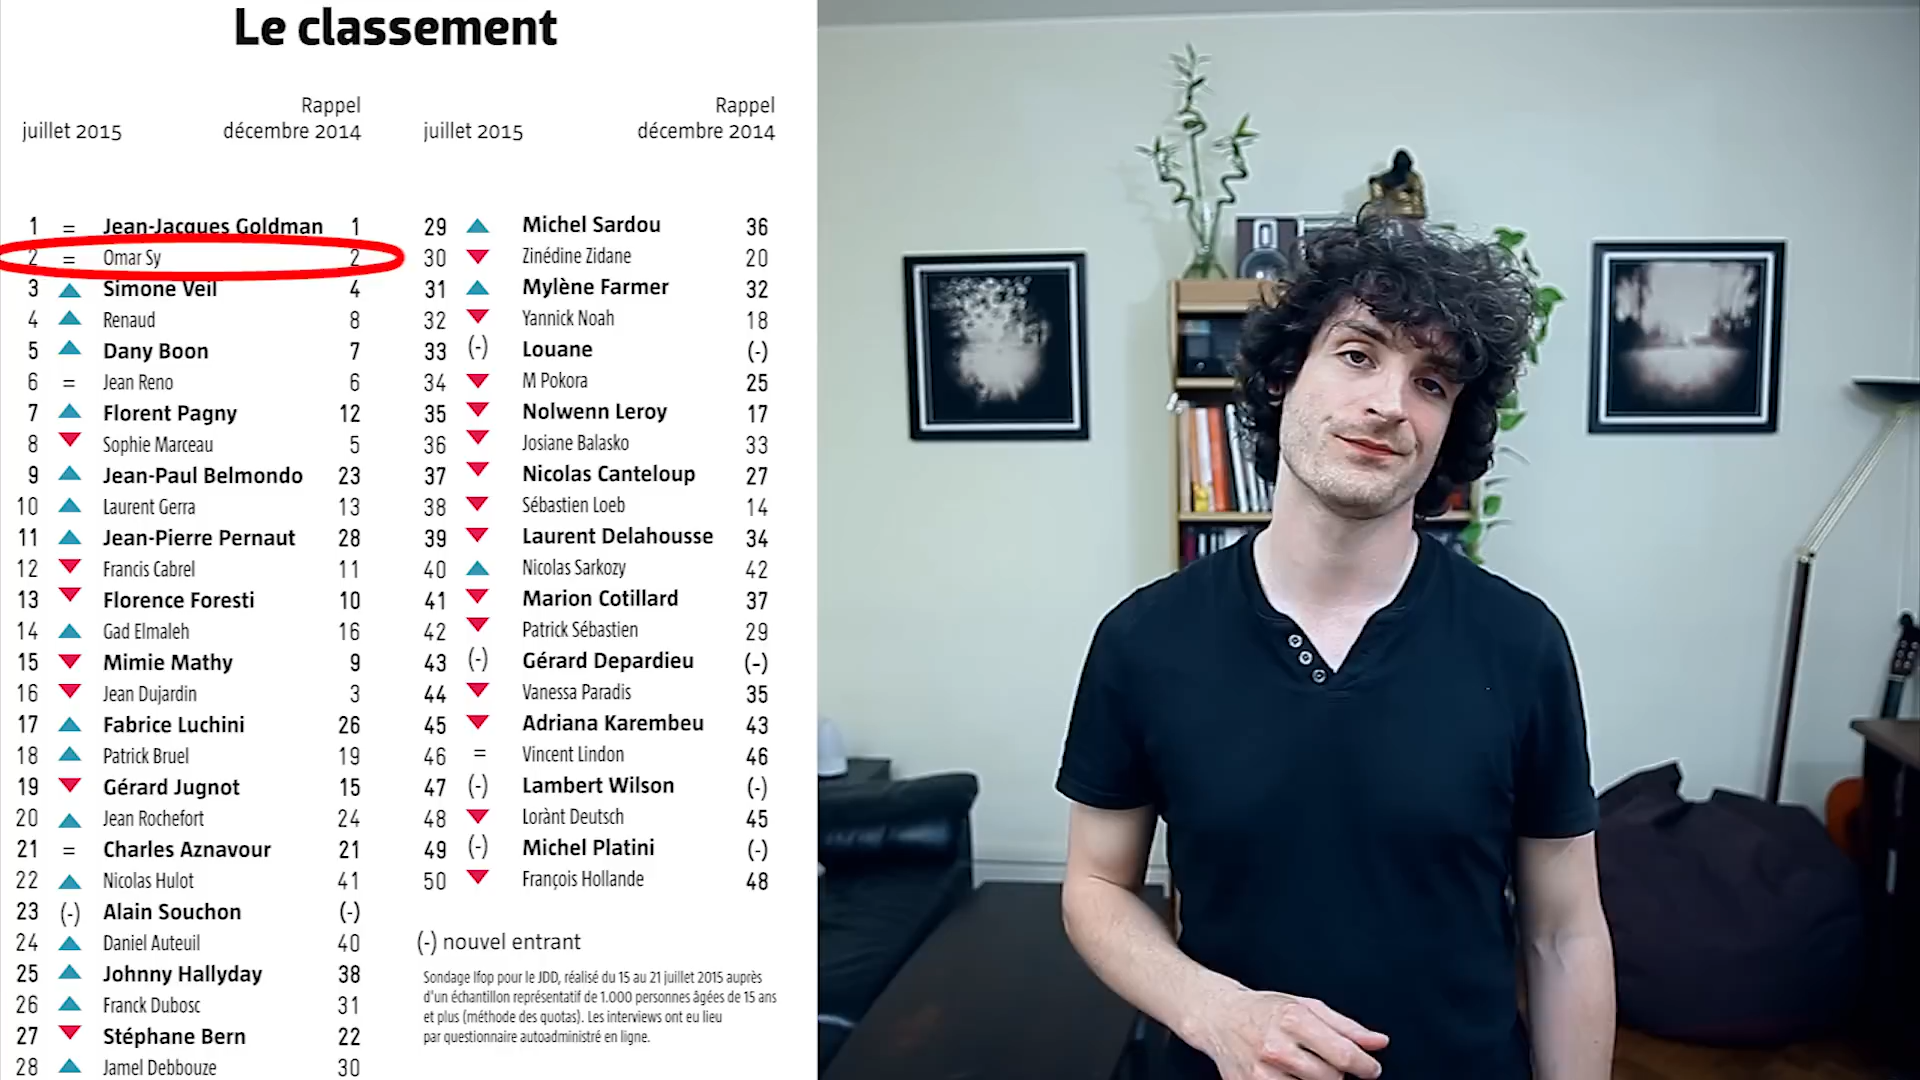 Le classement
juillet 2015
Rappel
décembre 2014
1 = Jean-Jacques Goldman 1
2 = Omar Sy 2
3 ▲ Simone Veil 4
4 ▲ Renaud 8
5 ▲ Dany Boon 7
6 = Jean Reno 6
7 ▲ Florent Pagny 12
8 ▼ Sophie Marceau 5
9 ▲ Jean-Paul Belmondo 23
10 ▲ Laurent Gerra 13
11 ▲ Jean-Pierre Pernaut 28
12 ▼ Francis Cabrel 11
13 ▼ Florence Foresti 10
14 ▲ Gad Elmaleh 16
15 ▼ Mimie Mathy 9
16 ▼ Jean Dujardin 3
17 ▲ Fabrice Luchini 26
18 ▲ Patrick Bruel 19
19 ▼ Gérard Jugnot 15
20 ▲ Jean Rochefort 24
21 = Charles Aznavour 21
22 ▲ Nicolas Hulot 41
23 (-) Alain Souchon (-)
24 ▲ Daniel Auteuil 40
25 ▲ Johnny Hallyday 38
26 ▲ Franck Dubosc 31
27 ▼ Stéphane Bern 22
28 ▲ Jamel Debbouze 30
juillet 2015
Rappel
décembre 2014
29 ▲ Michel Sardou 36
30 ▼ Zinédine Zidane 20
31 ▲ Mylène Farmer 32
32 ▼ Yannick Noah 18
33 (-) Louane (-)
34 ▼ M Pokora 25
35 ▼ Nolwenn Leroy 17
36 ▼ Josiane Balasko 33
37 ▼ Nicolas Canteloup 27
38 ▼ Sébastien Loeb 14
39 ▼ Laurent Delahousse 34
40 ▲ Nicolas Sarkozy 42
41 ▼ Marion Cotillard 37
42 ▼ Patrick Sébastien 29
43 (-) Gérard Depardieu (-)
44 ▼ Vanessa Paradis 35
45 ▼ Adriana Karembeu 43
46 = Vincent Lindon 46
47 (-) Lambert Wilson (-)
48 ▼ Lorànt Deutsch 45
49 (-) Michel Platini (-)
50 ▼ François Hollande 48
(-) nouvel entrant
Sondage Ifop pour le JDD, réalisé du 15 au 21 juillet 2015 auprès
d'un échantillon représentatif de 1.000 personnes âgées de 15 ans
et plus (méthode des quotas). Les interviews ont eu lieu
par questionnaire autoadministré en ligne.